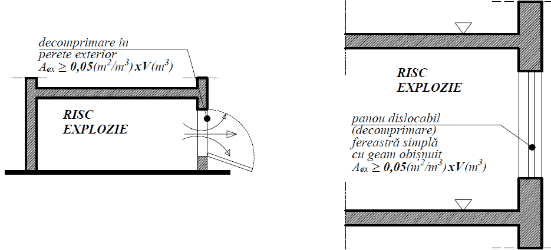 decomprimare în
perete exterior
Aex ≥ 0,05(m²/m³) xV(m³)
RISC
EXPLOZIE
RISC
EXPLOZIE
panou dislocabil
(decomprimare)
fereastră simplă
cu geam obișnuit
Aex ≥ 0,05(m²/m³) xV(m³)